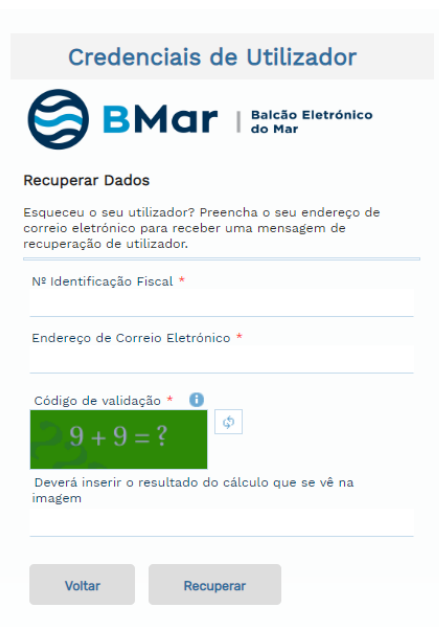 Credenciais de Utilizador
BMar | Balcão Eletrónico
do Mar
Recuperar Dados
Esqueceu o seu utilizador? Preencha o seu endereço de
correio eletrónico para receber uma mensagem de
recuperação de utilizador.
Nº Identificação Fiscal *
Endereço de Correio Eletrónico *
Código de validação *
9 + 9 = ?
Deverá inserir o resultado do cálculo que se vê na
imagem
Voltar Recuperar